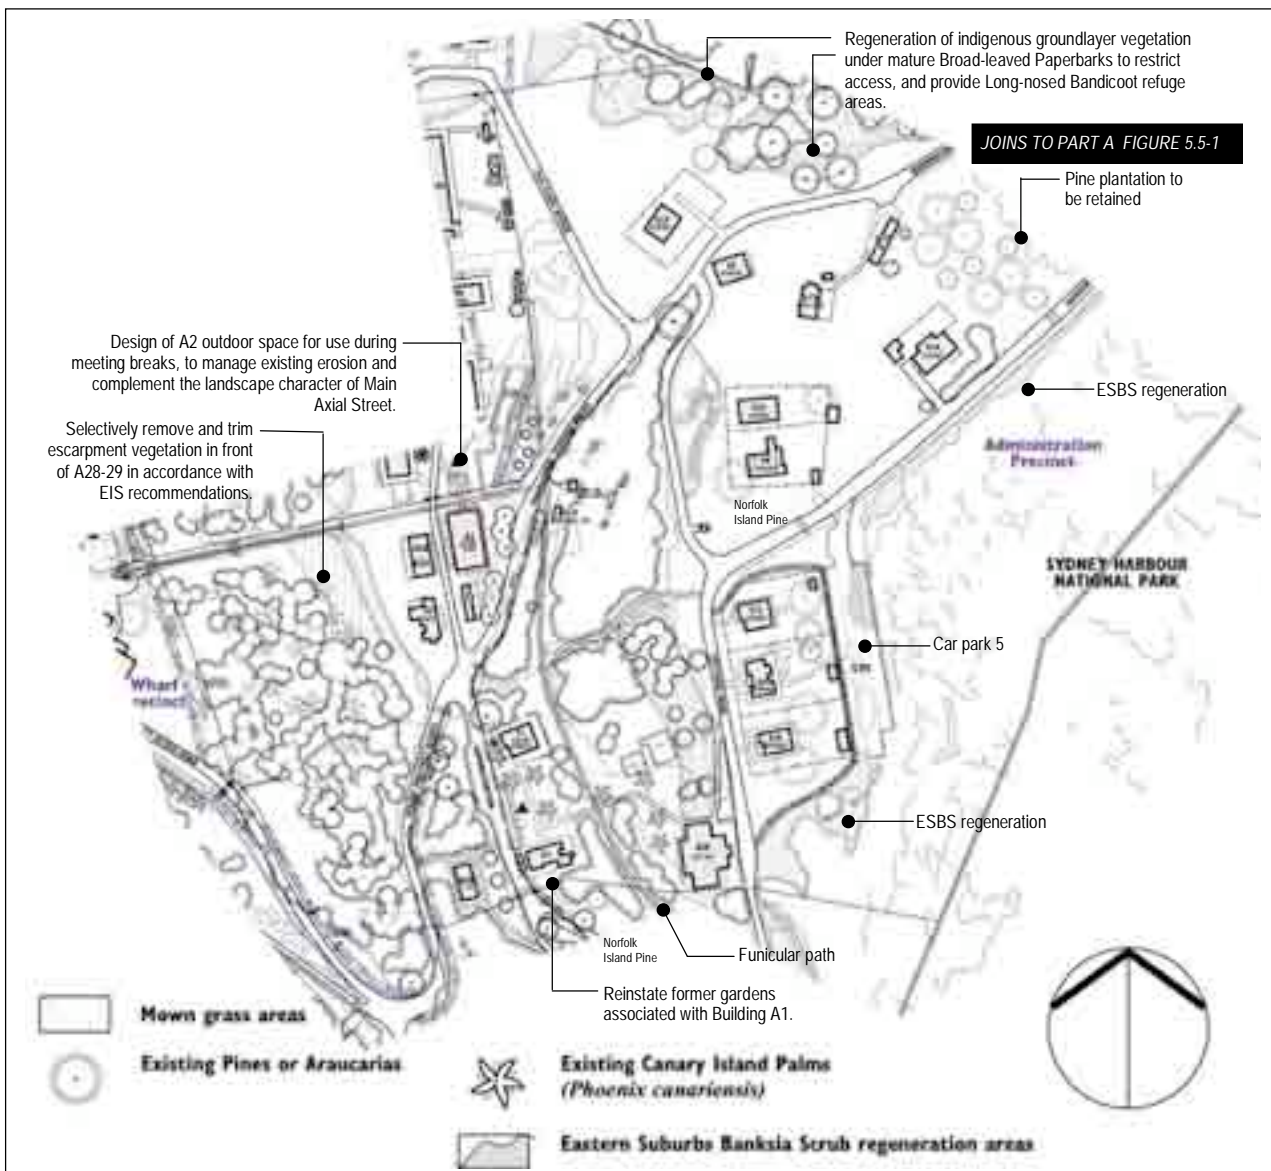 Regeneration of indigenous groundlayer vegetation
under mature Broad-leaved Paperbarks to restrict
access, and provide Long-nosed Bandicoot refuge
areas.
JOINS TO PART A FIGURE 5.5-1
Pine plantation to
be retained
Design of A2 outdoor space for use during
meeting breaks, to manage existing erosion and
complement the landscape character of Main
Axial Street.
Selectively remove and trim
escarpment vegetation in front
of A28-29 in accordance with
EIS recommendations.
ESBS regeneration
Administration
Precinct
Norfolk
Island Pine
SYDNEY HARBOUR
NATIONAL PARK
Car park 5
Wharf
Precinct
ESBS regeneration
Norfolk
Island Pine
Funicular path
Reinstate former gardens
associated with Building A1.
Mown grass areas
Existing Pines or Araucarias
Existing Canary Island Palms
(Phoenix canariensis)
Eastern Suburbs Banksia Scrub regeneration areas